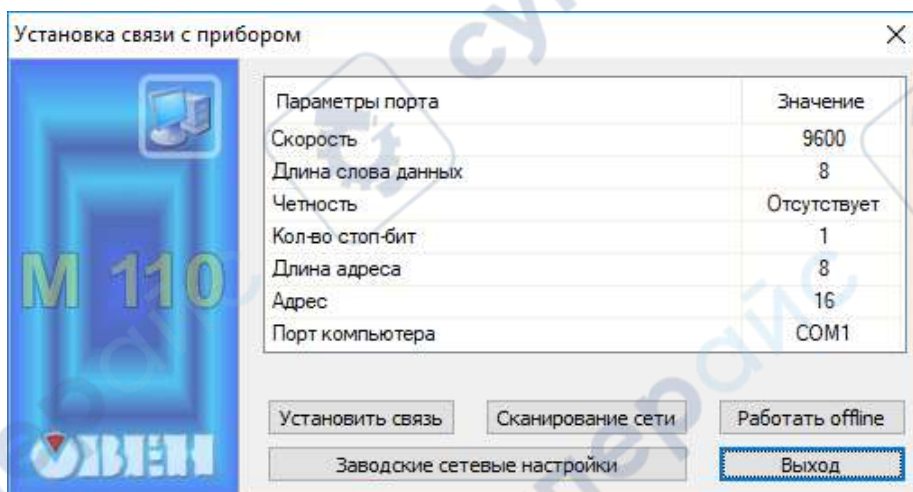 Установка связи с прибором
Параметры порта Значение
Скорость 9600
Длина слова данных 8
Четность Отсутствует
Кол-во стоп-бит 1
Длина адреса 8
Адрес 16
Порт компьютера COM1
М 110
ОВЕН
Установить связь Сканирование сети Работать offline
Заводские сетевые настройки Выход